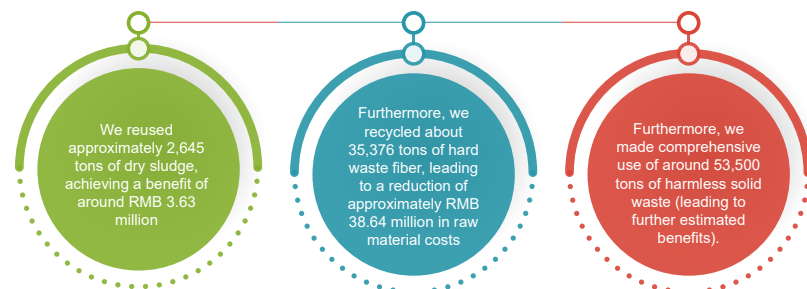 We reused
approximately 2,645
tons of dry sludge,
achieving a benefit of
around RMB 3.63
million
Furthermore, we
recycled about
35,376 tons of hard
waste fiber, leading
to a reduction of
approximately RMB
38.64 million in raw
material costs
Furthermore, we
made comprehensive
use of around 53,500
tons of harmless solid
waste (leading to
further estimated
benefits).